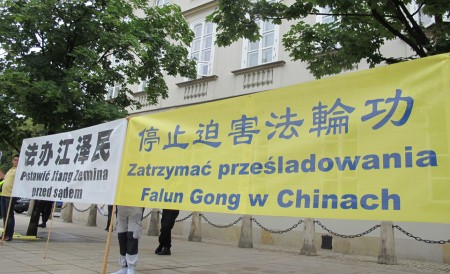 法办江泽民
Postawić Jiang Zemina
przed sądem
停止迫害法輪功
Zatrzymać prześladowania
Falun Gong w Chinach